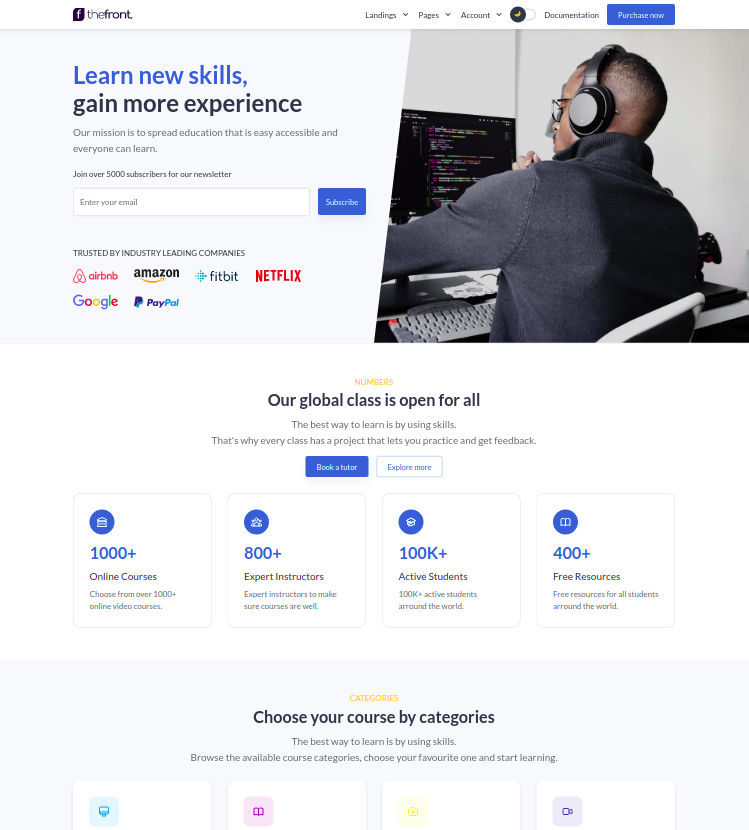 thefront.
Landings
Pages
Account
Documentation
Purchase now
Learn new skills,
gain more experience
Our mission is to spread education that is easy accessible and
everyone can learn.
Join over 5000 subscribers for our newsletter
Enter your email
Subscribe
TRUSTED BY INDUSTRY LEADING COMPANIES
airbnb amazon fitbit NETFLIX
Google PayPal
NUMBERS
Our global class is open for all
The best way to learn is by using skills.
That's why every class has a project that lets you practice and get feedback.
Book a tutor
Explore more
1000+
Online Courses
Choose from over 1000+
online video courses.
800+
Expert Instructors
Expert instructors to make
sure courses are well.
100K+
Active Students
100K+ active students
arround the world.
400+
Free Resources
Free resources for all students
arround the world.
CATEGORIES
Choose your course by categories
The best way to learn is by using skills.
Browse the available course categories, choose your favourite one and start learning.